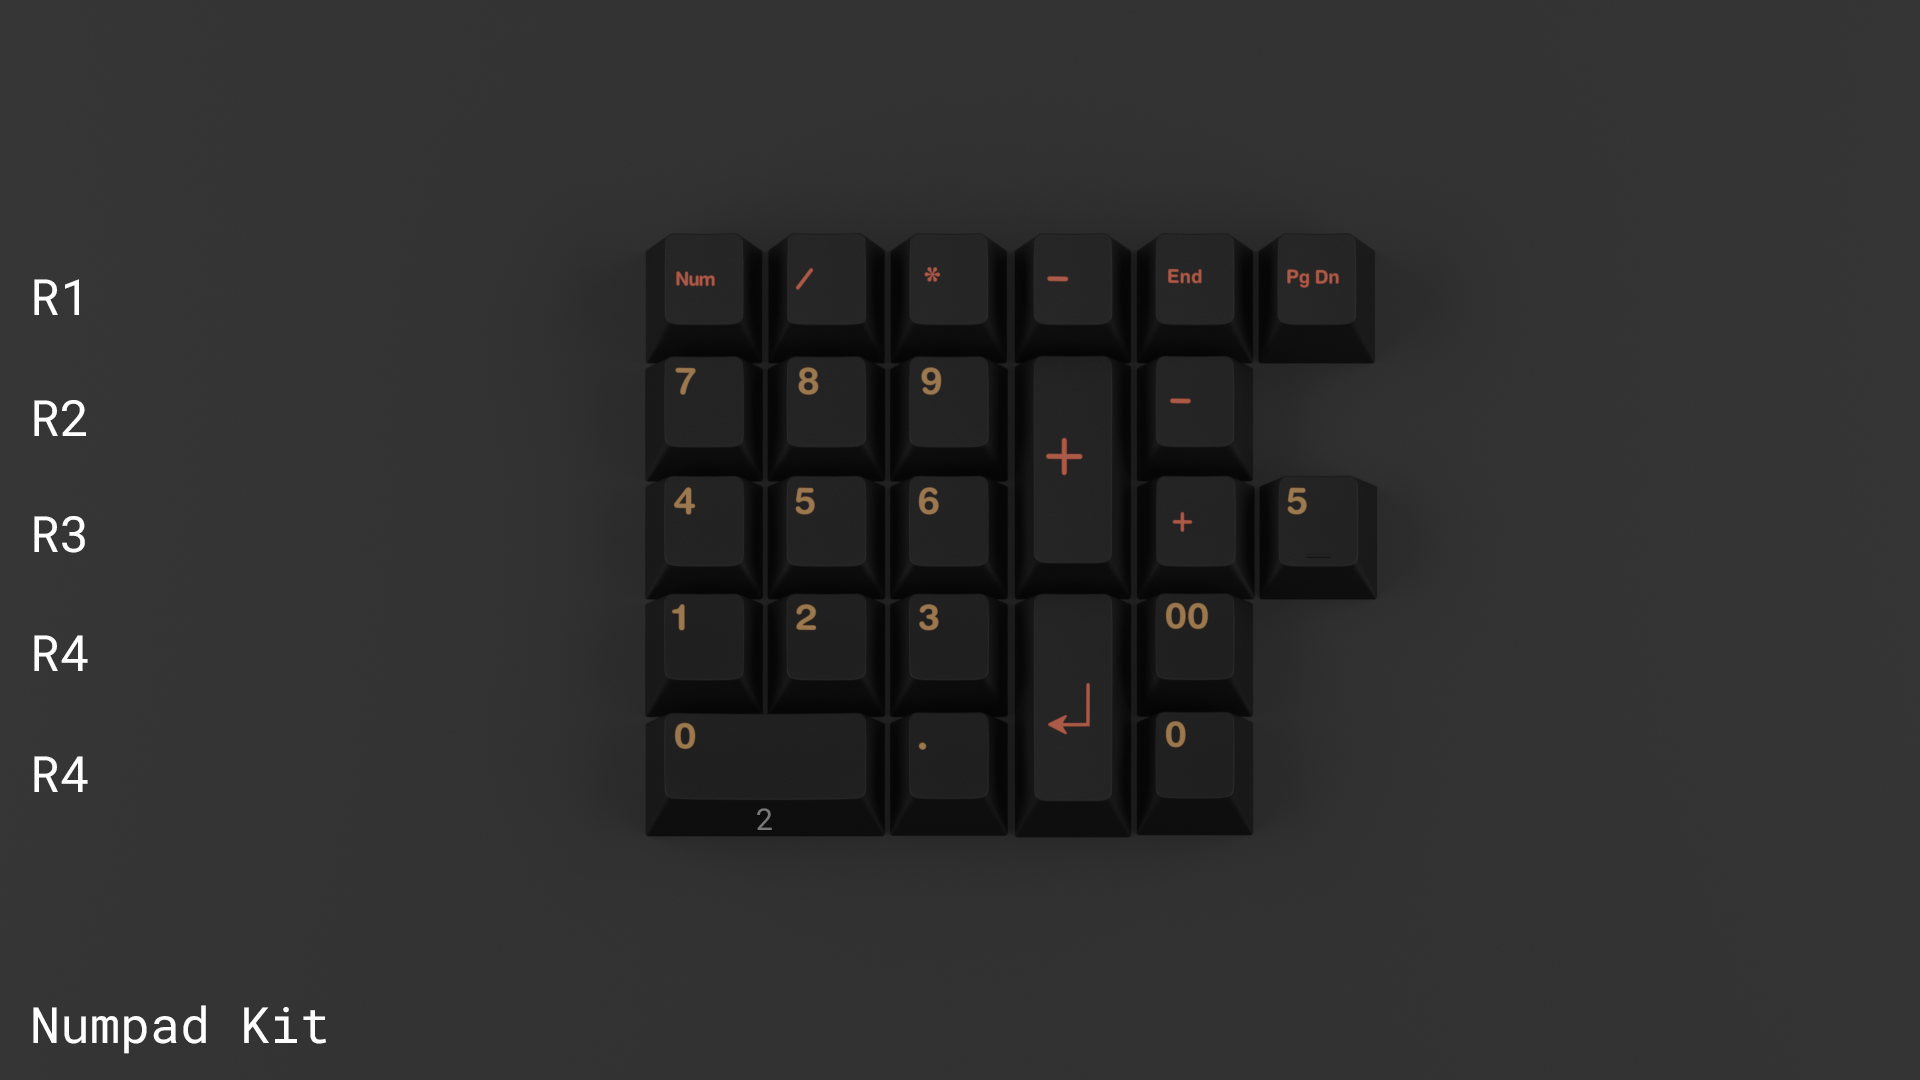 R1 Num / * - End Pg Dn
R2 7 8 9 + -
R3 4 5 6 + 5
R4 1 2 3 00
R4 0 . 0
2
Numpad Kit